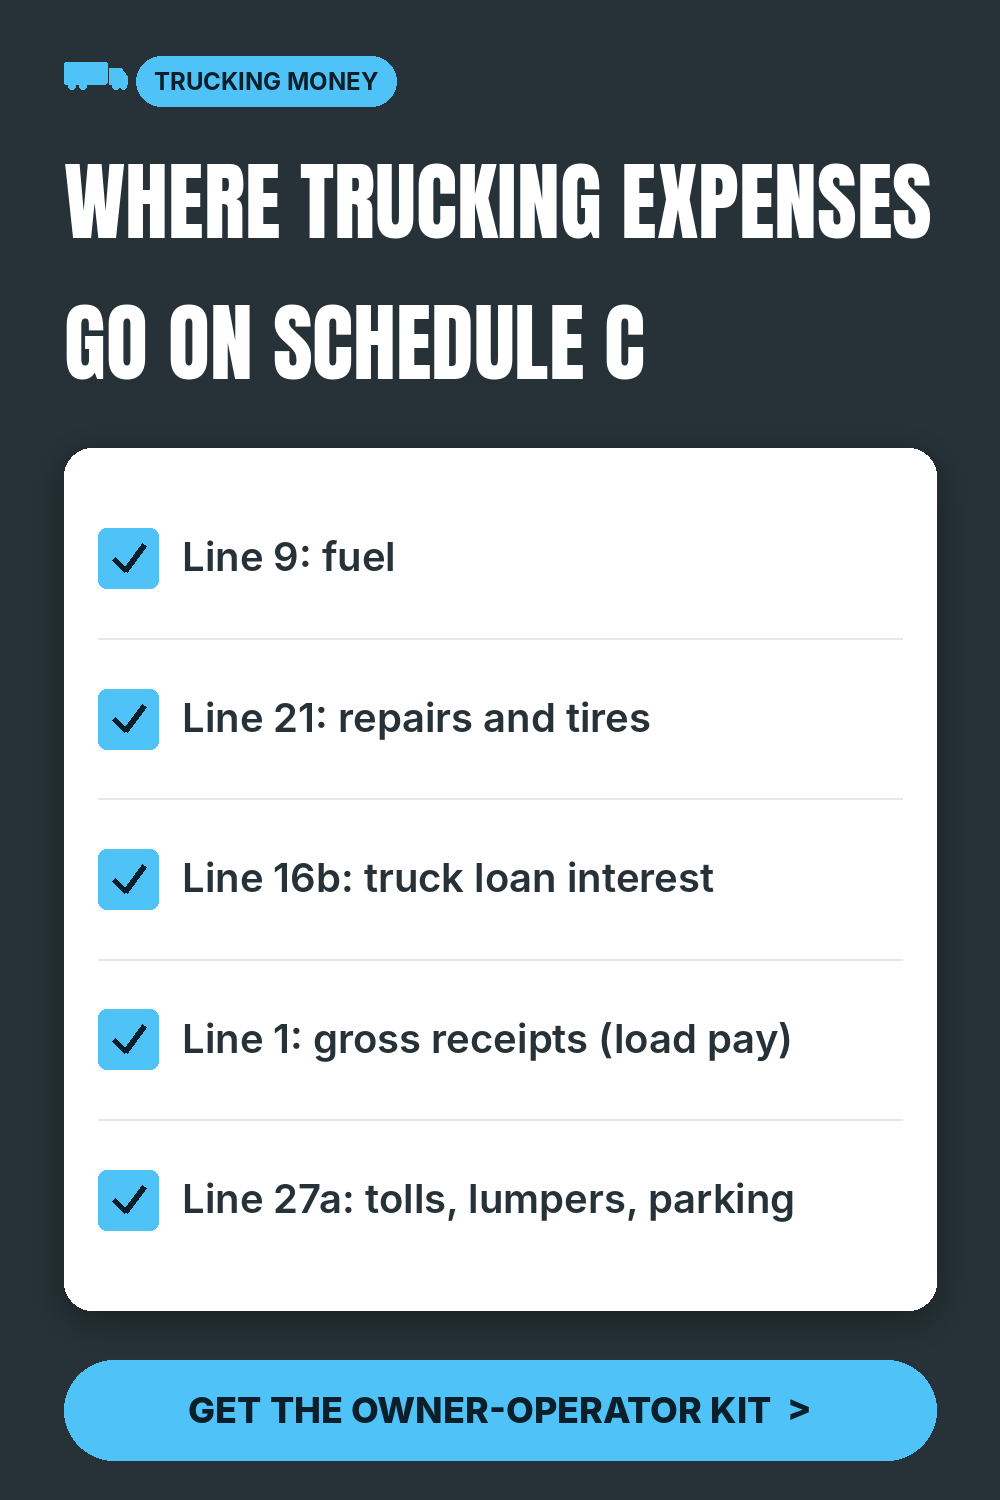 TRUCKING MONEY
WHERE TRUCKING EXPENSES
GO ON SCHEDULE C
Line 9: fuel
Line 21: repairs and tires
Line 16b: truck loan interest
Line 1: gross receipts (load pay)
Line 27a: tolls, lumpers, parking
GET THE OWNER-OPERATOR KIT >